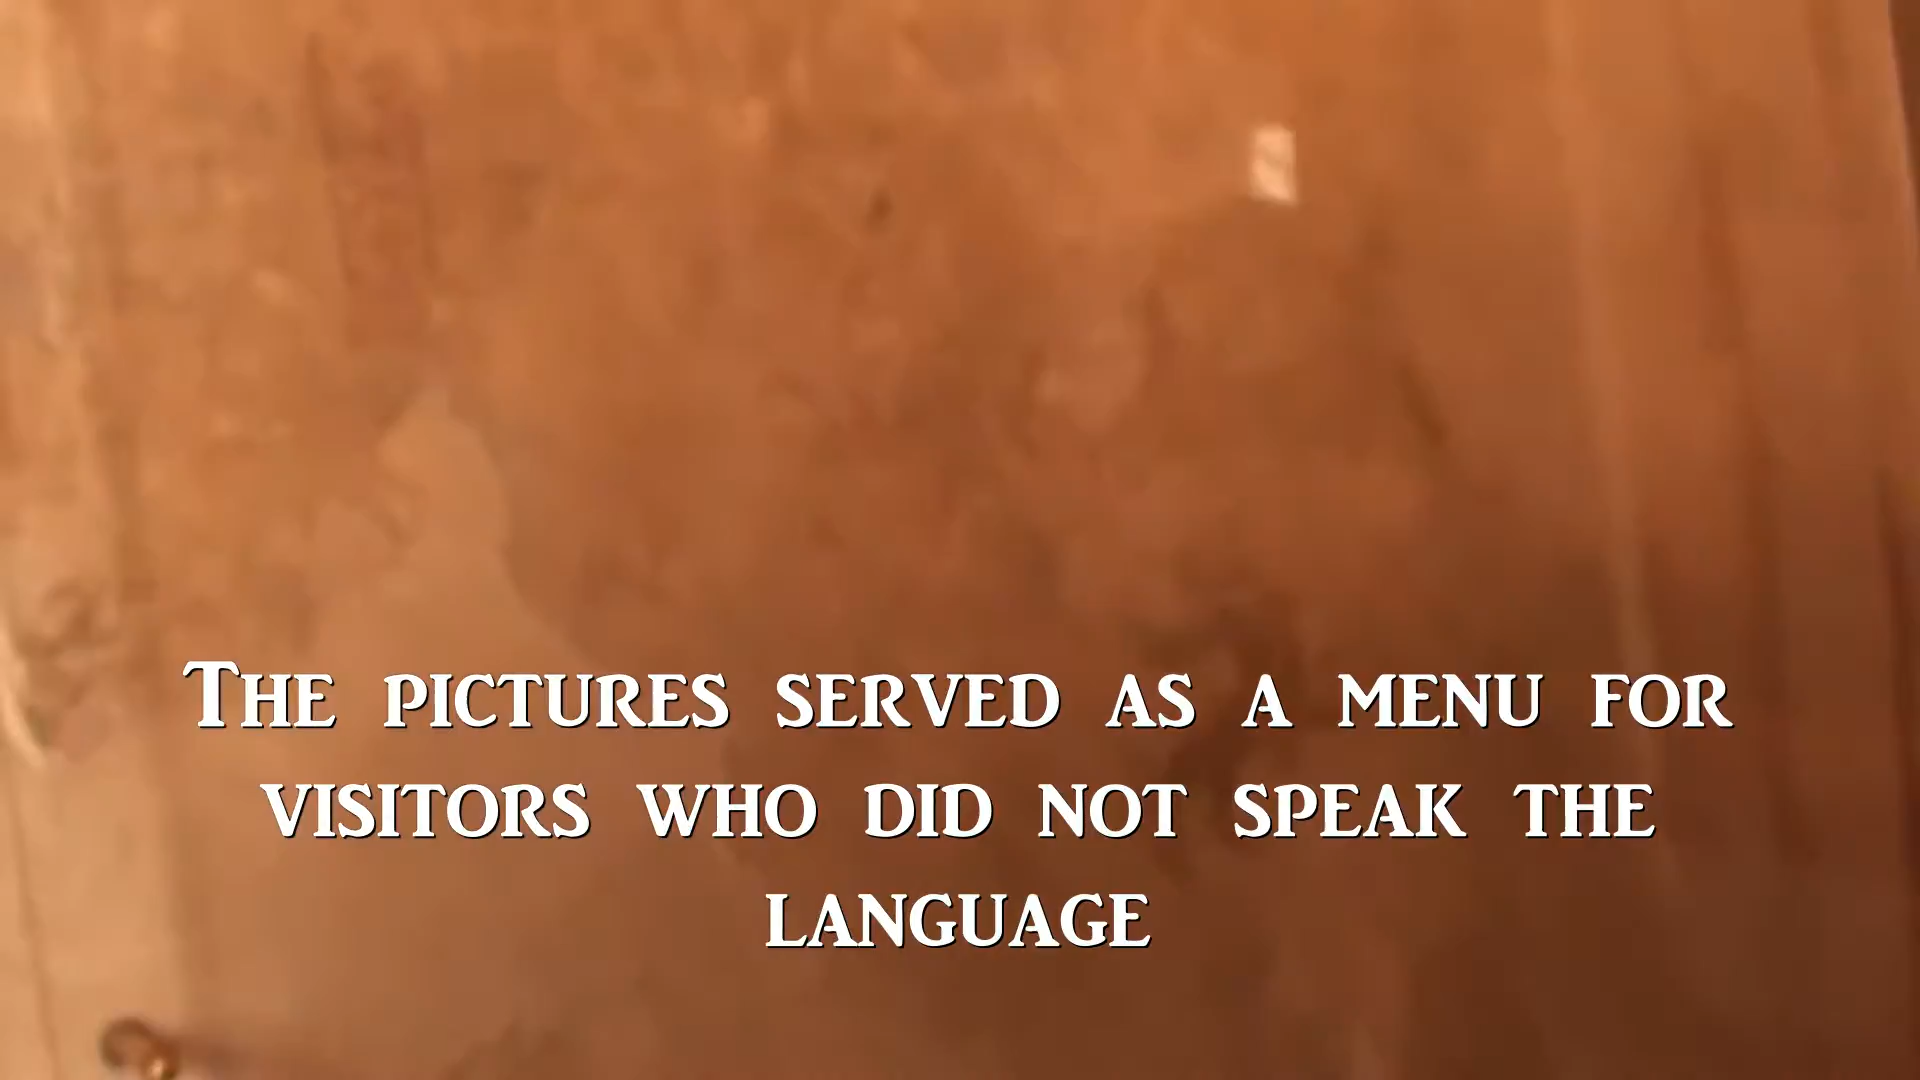 The pictures served as a menu for
visitors who did not speak the
language